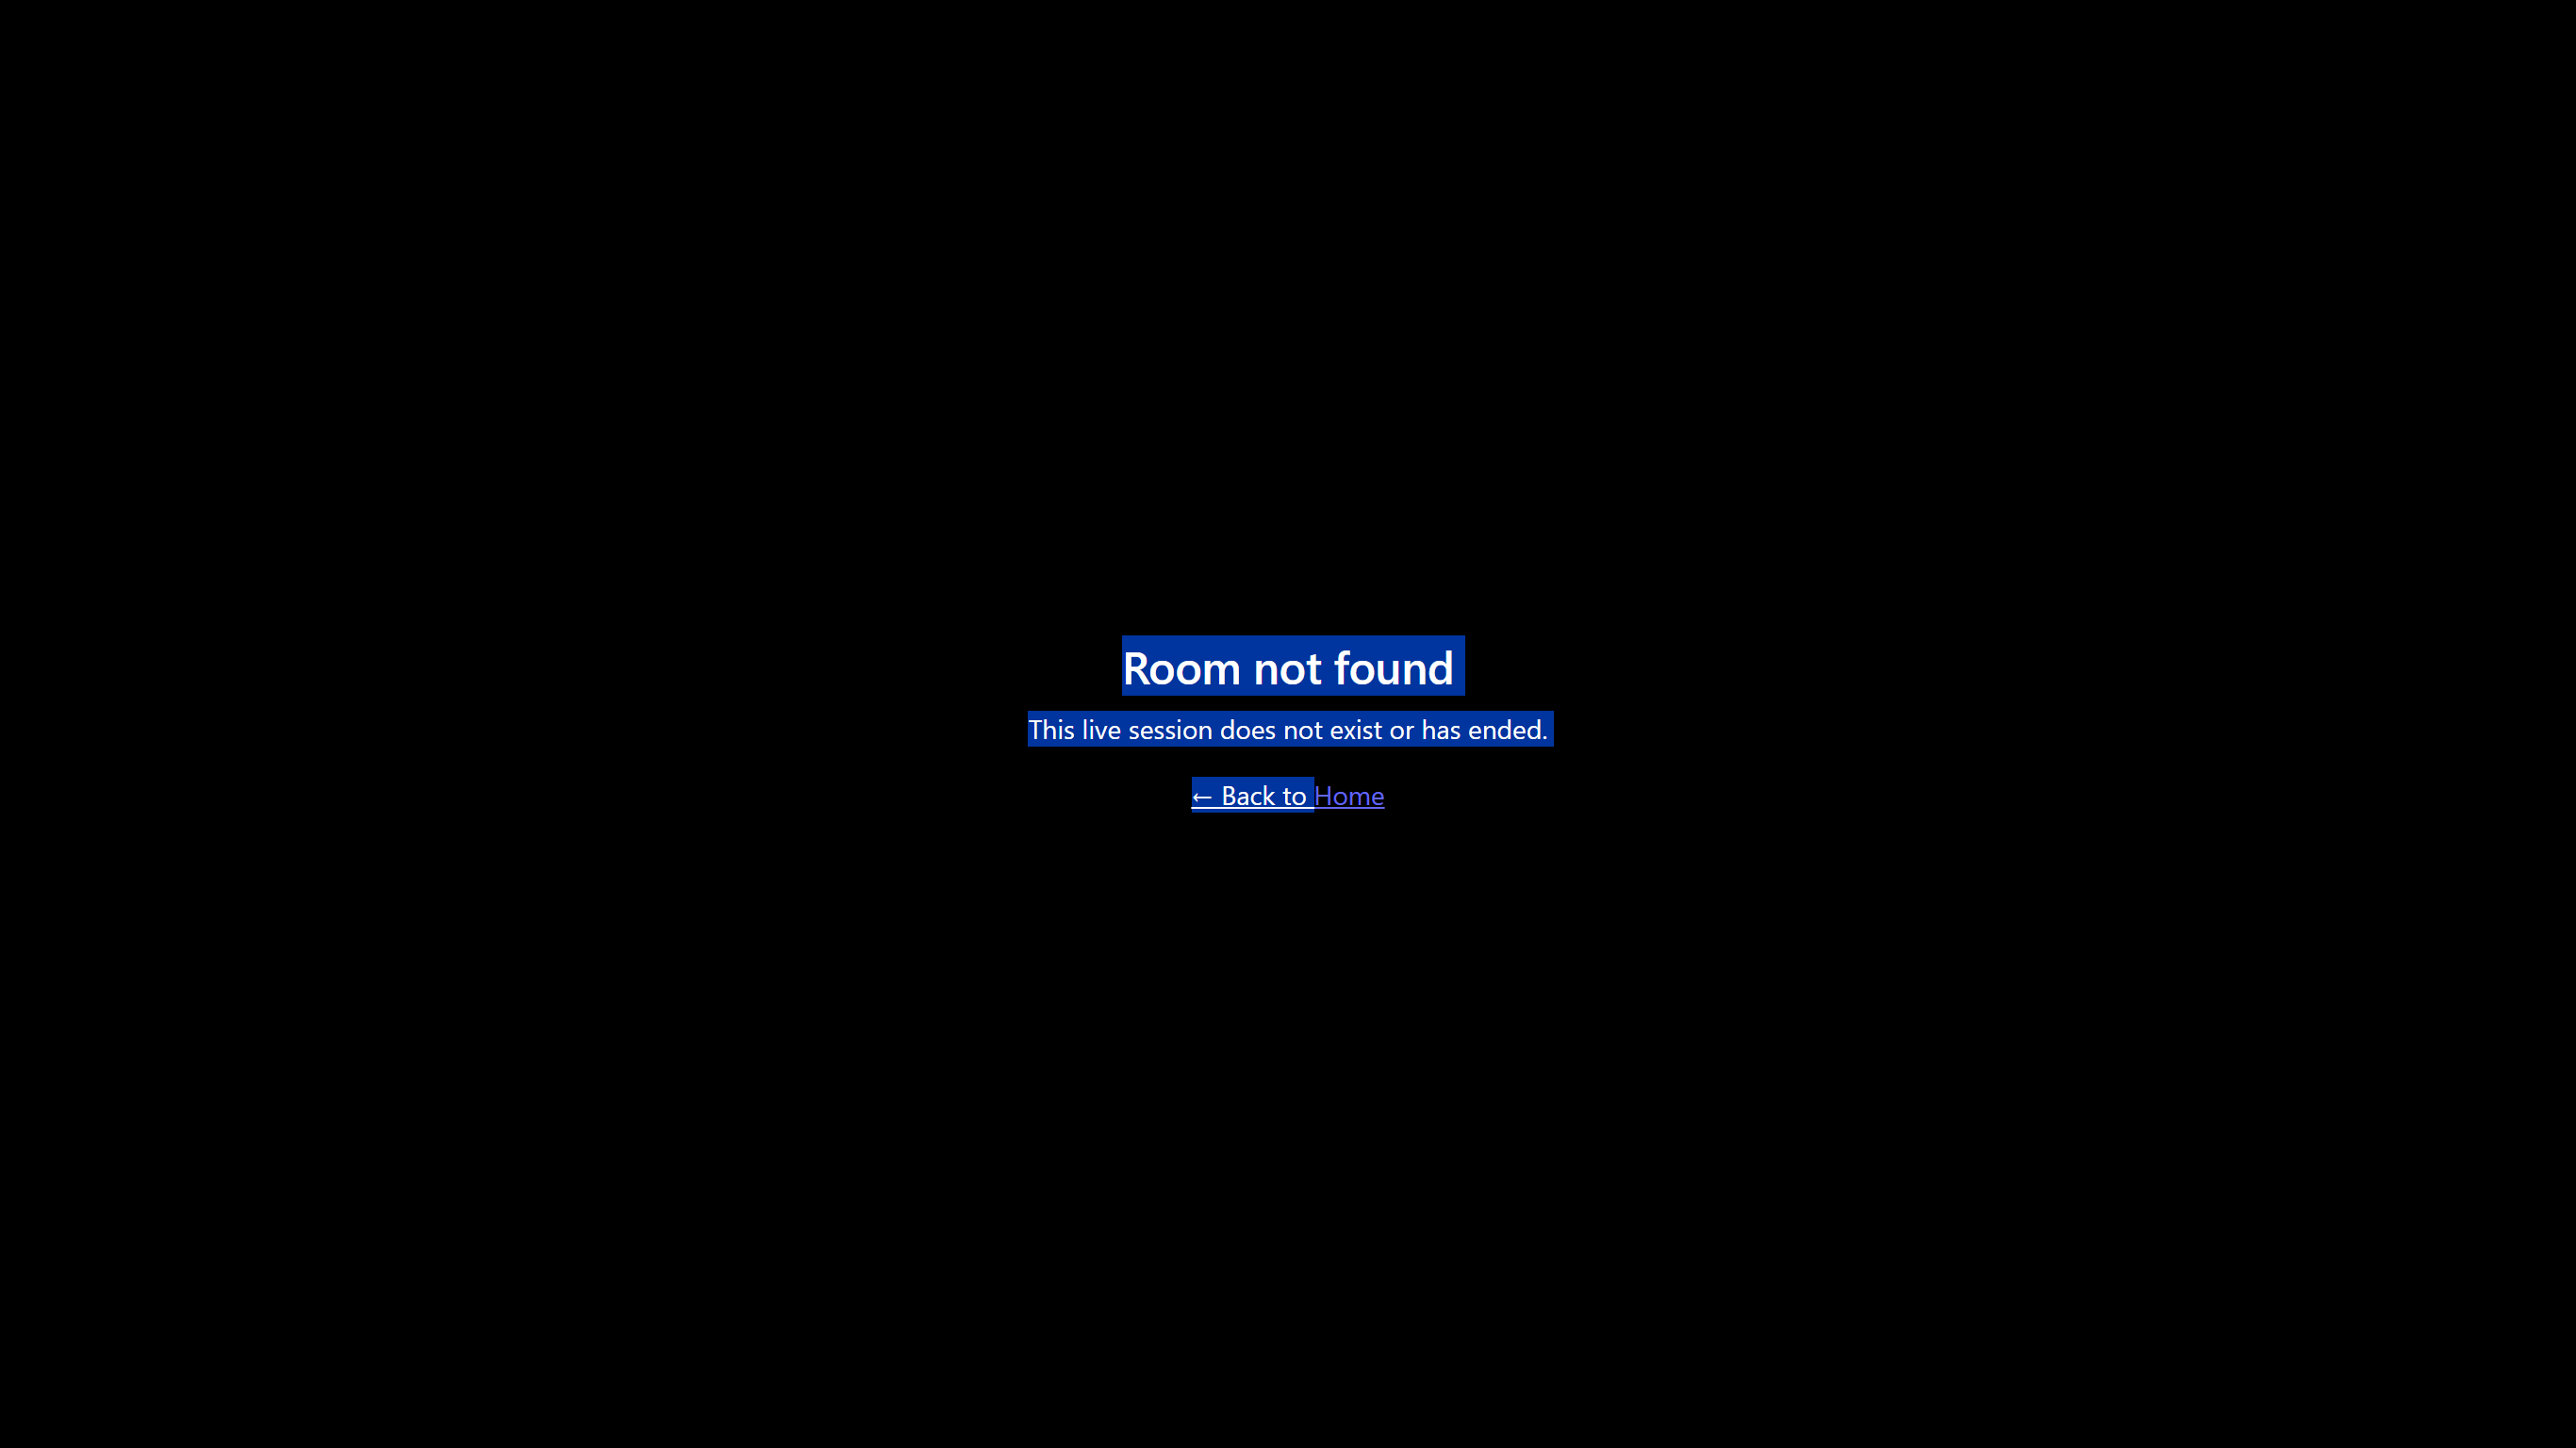 Room not found
This live session does not exist or has ended.
← Back to Home